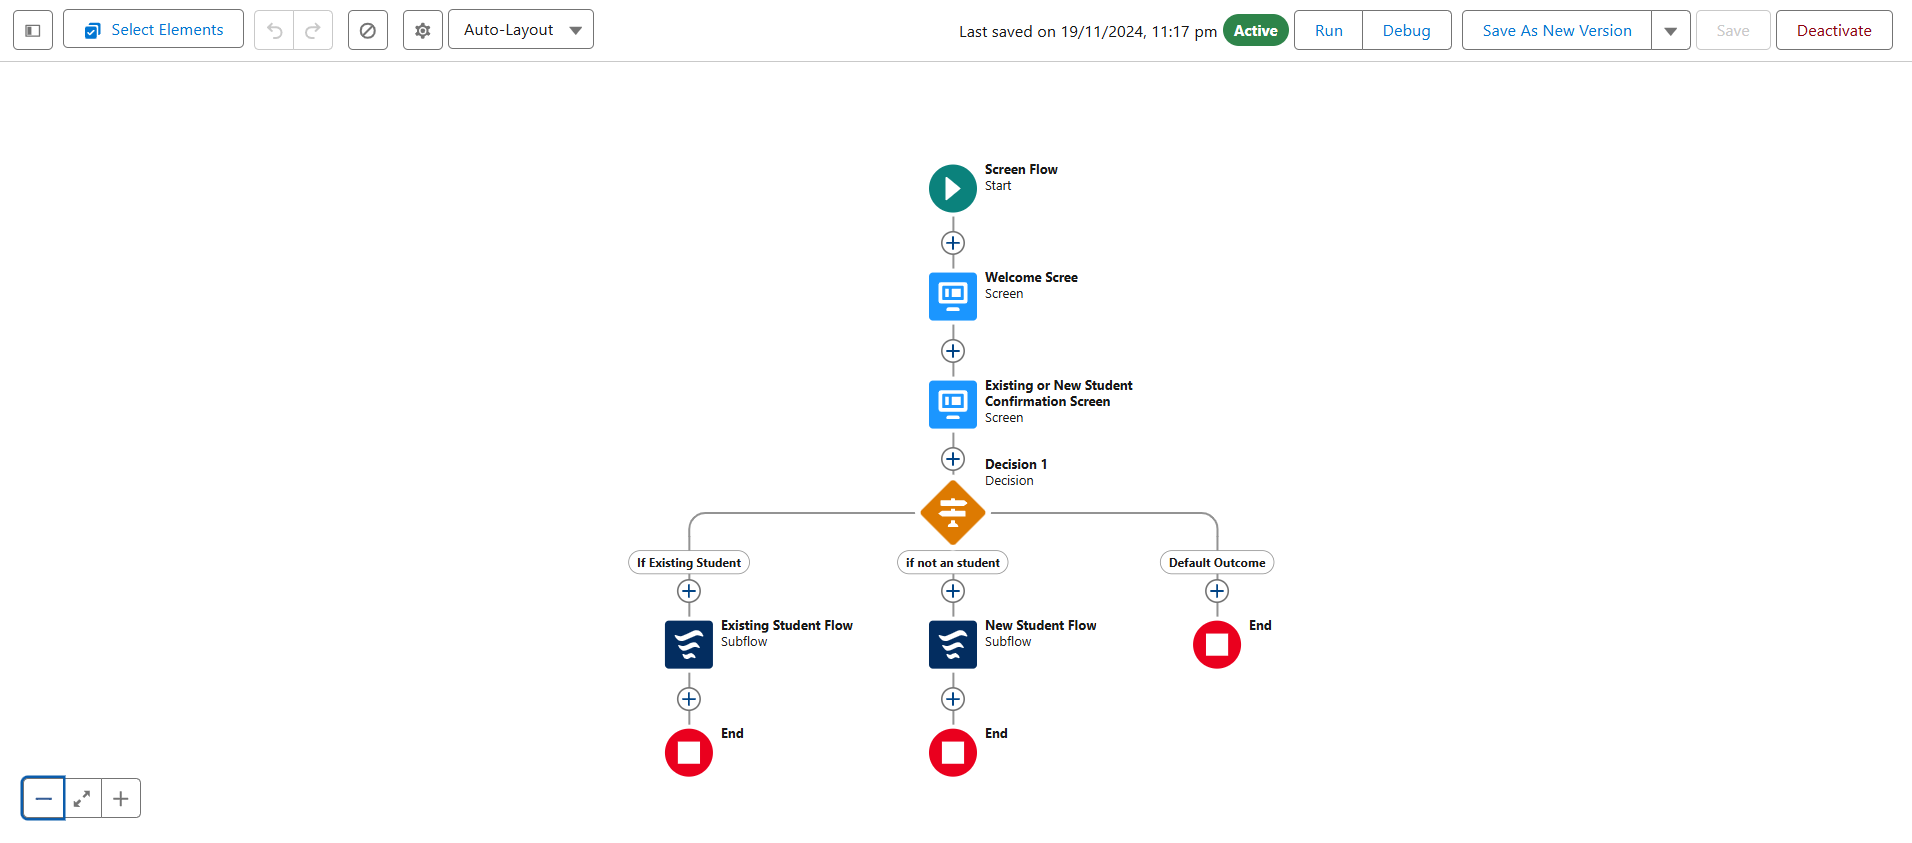 Select Elements
Auto-Layout
Last saved on 19/11/2024, 11:17 pm
Active
Run
Debug
Save As New Version
Save
Deactivate
Screen Flow
Start
Welcome Scree
Screen
Existing or New Student
Confirmation Screen
Screen
Decision 1
Decision
If Existing Student
if not an student
Default Outcome
Existing Student Flow
Subflow
New Student Flow
Subflow
End
End
End